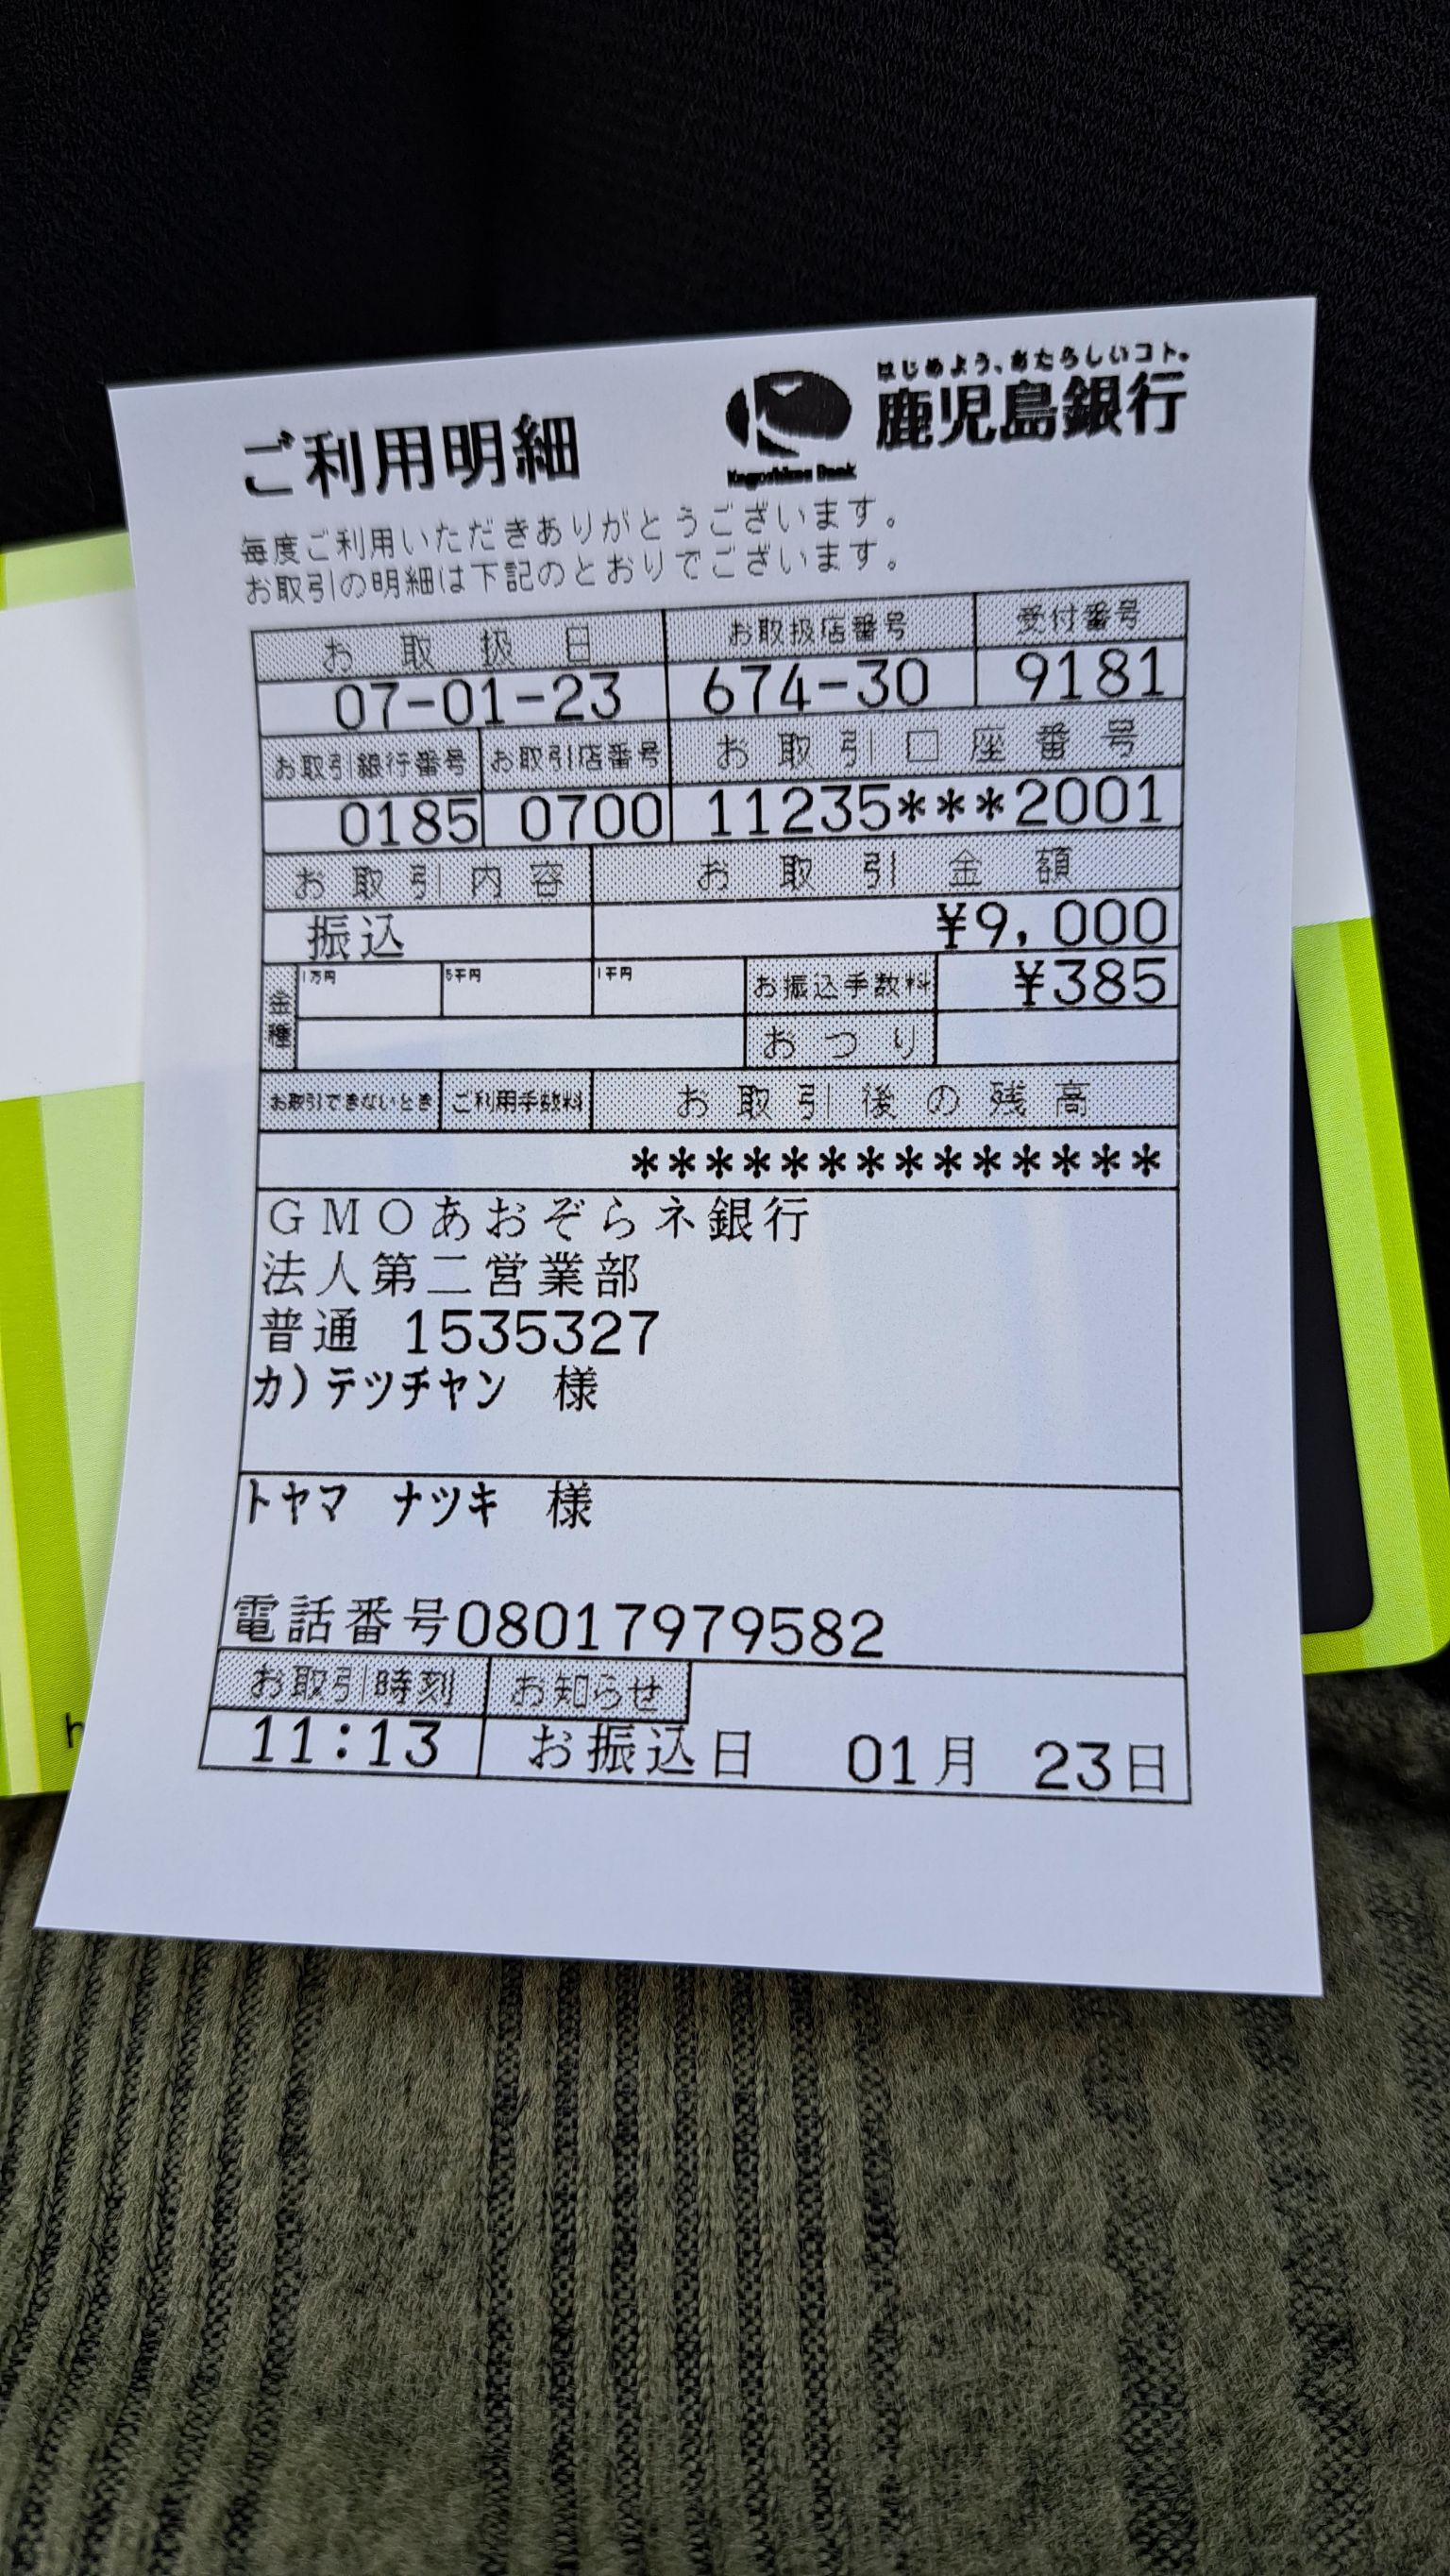 はじめよう、あたらしいコト。
ご利用明細 Kagoshima Bank 鹿児島銀行
毎度ご利用いただきありがとうございます。
お取引の明細は下記のとおりでございます。
お取扱日 お取扱店番号 受付番号
07-01-23 674-30 9181
お取引銀行番号 お取引店番号 お取引口座番号
0185 0700 11235***2001
お取引内容 お取引金額
振込 ¥9,000
金種 1万円 5千円 1千円 お振込手数料 ¥385
おつり
お取引できないとき ご利用手数料 お取引後の残高
***************
GMOあおぞらネ銀行
法人第二営業部
普通 1535327
カ)テツチヤン 様
トヤマ ナツキ 様
電話番号08017979582
お取引時刻 お知らせ
11:13 お振込日 01月 23日
h